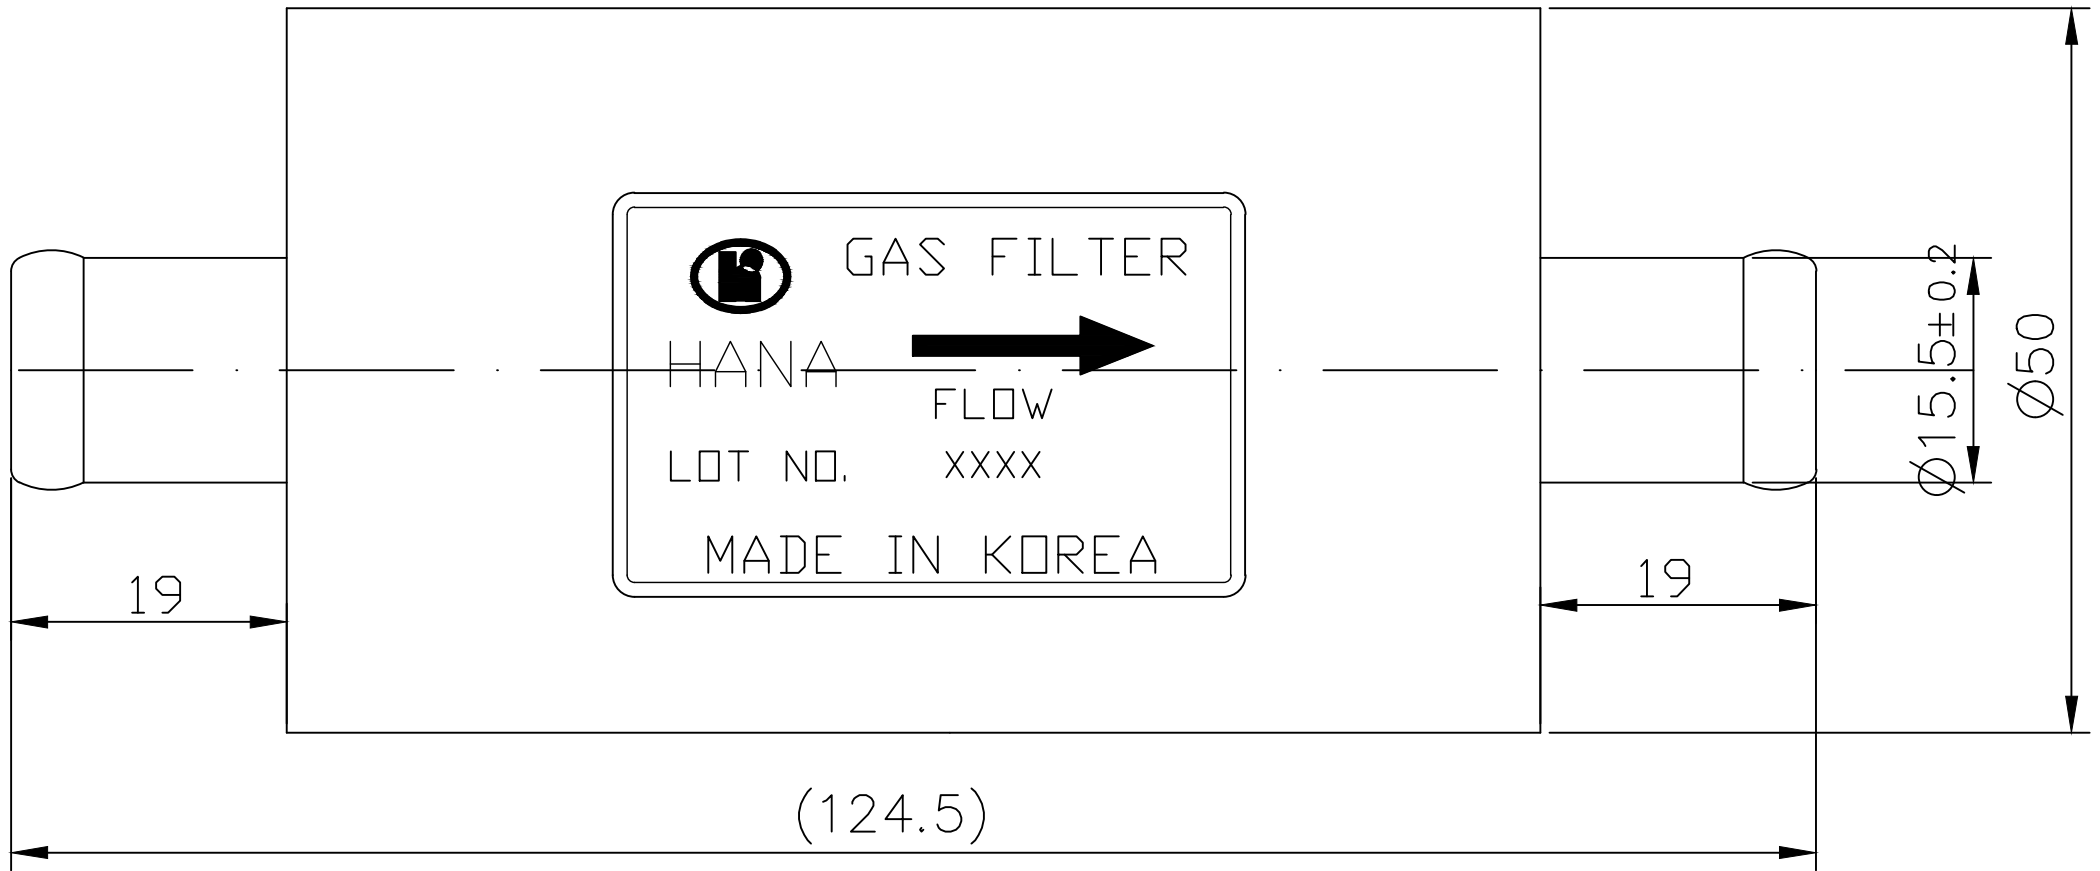 GAS FILTER
HANA
FLOW
LOT NO. XXXX
MADE IN KOREA
19
19
Ø15.5±0.2
Ø50
(124.5)